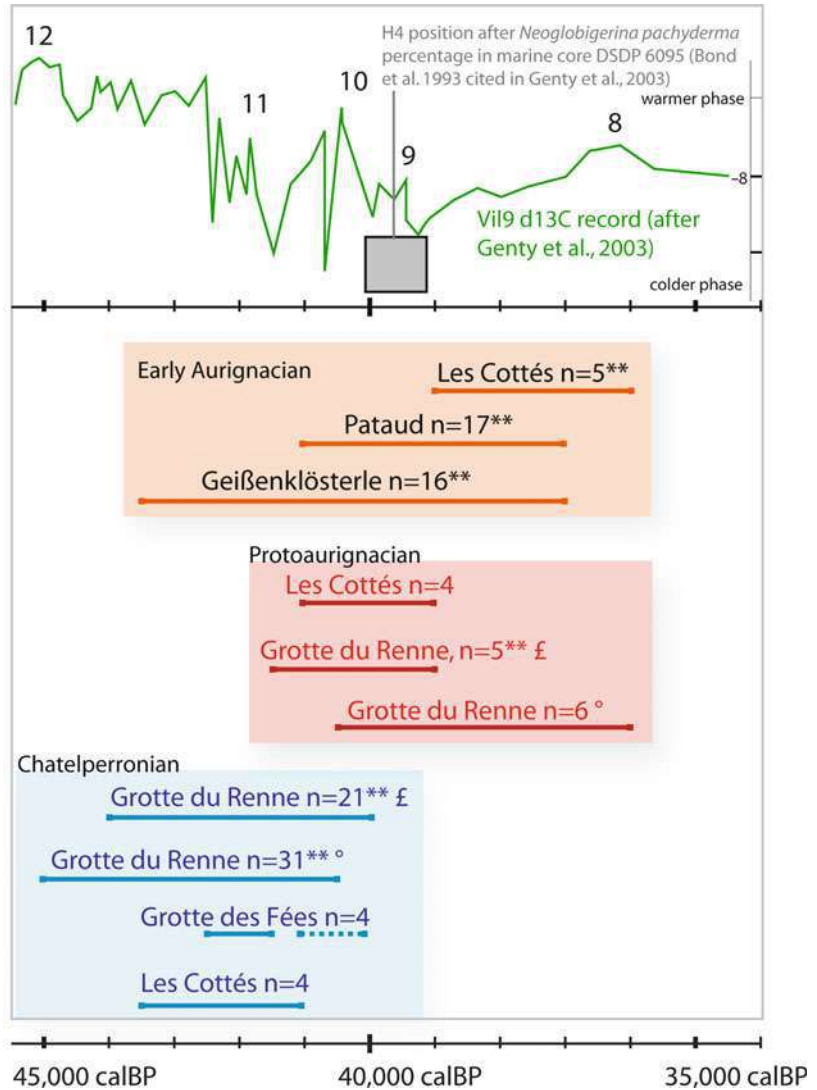 12
H4 position after Neoglobigerina pachyderma
percentage in marine core DSDP 6095 (Bond
et al. 1993 cited in Genty et al., 2003)
10
warmer phase
11
8
9
-8
Vil9 d13C record (after
Genty et al., 2003)
colder phase
Early Aurignacian
Les Cottés n=5**
Pataud n=17**
Geißenklösterle n=16**
Protoaurignacian
Les Cottés n=4
Grotte du Renne, n=5** £
Grotte du Renne n=6 °
Chatelperronian
Grotte du Renne n=21** £
Grotte du Renne n=31** °
Grotte des Fées n=4
Les Cottés n=4
45,000 calBP 40,000 calBP 35,000 calBP